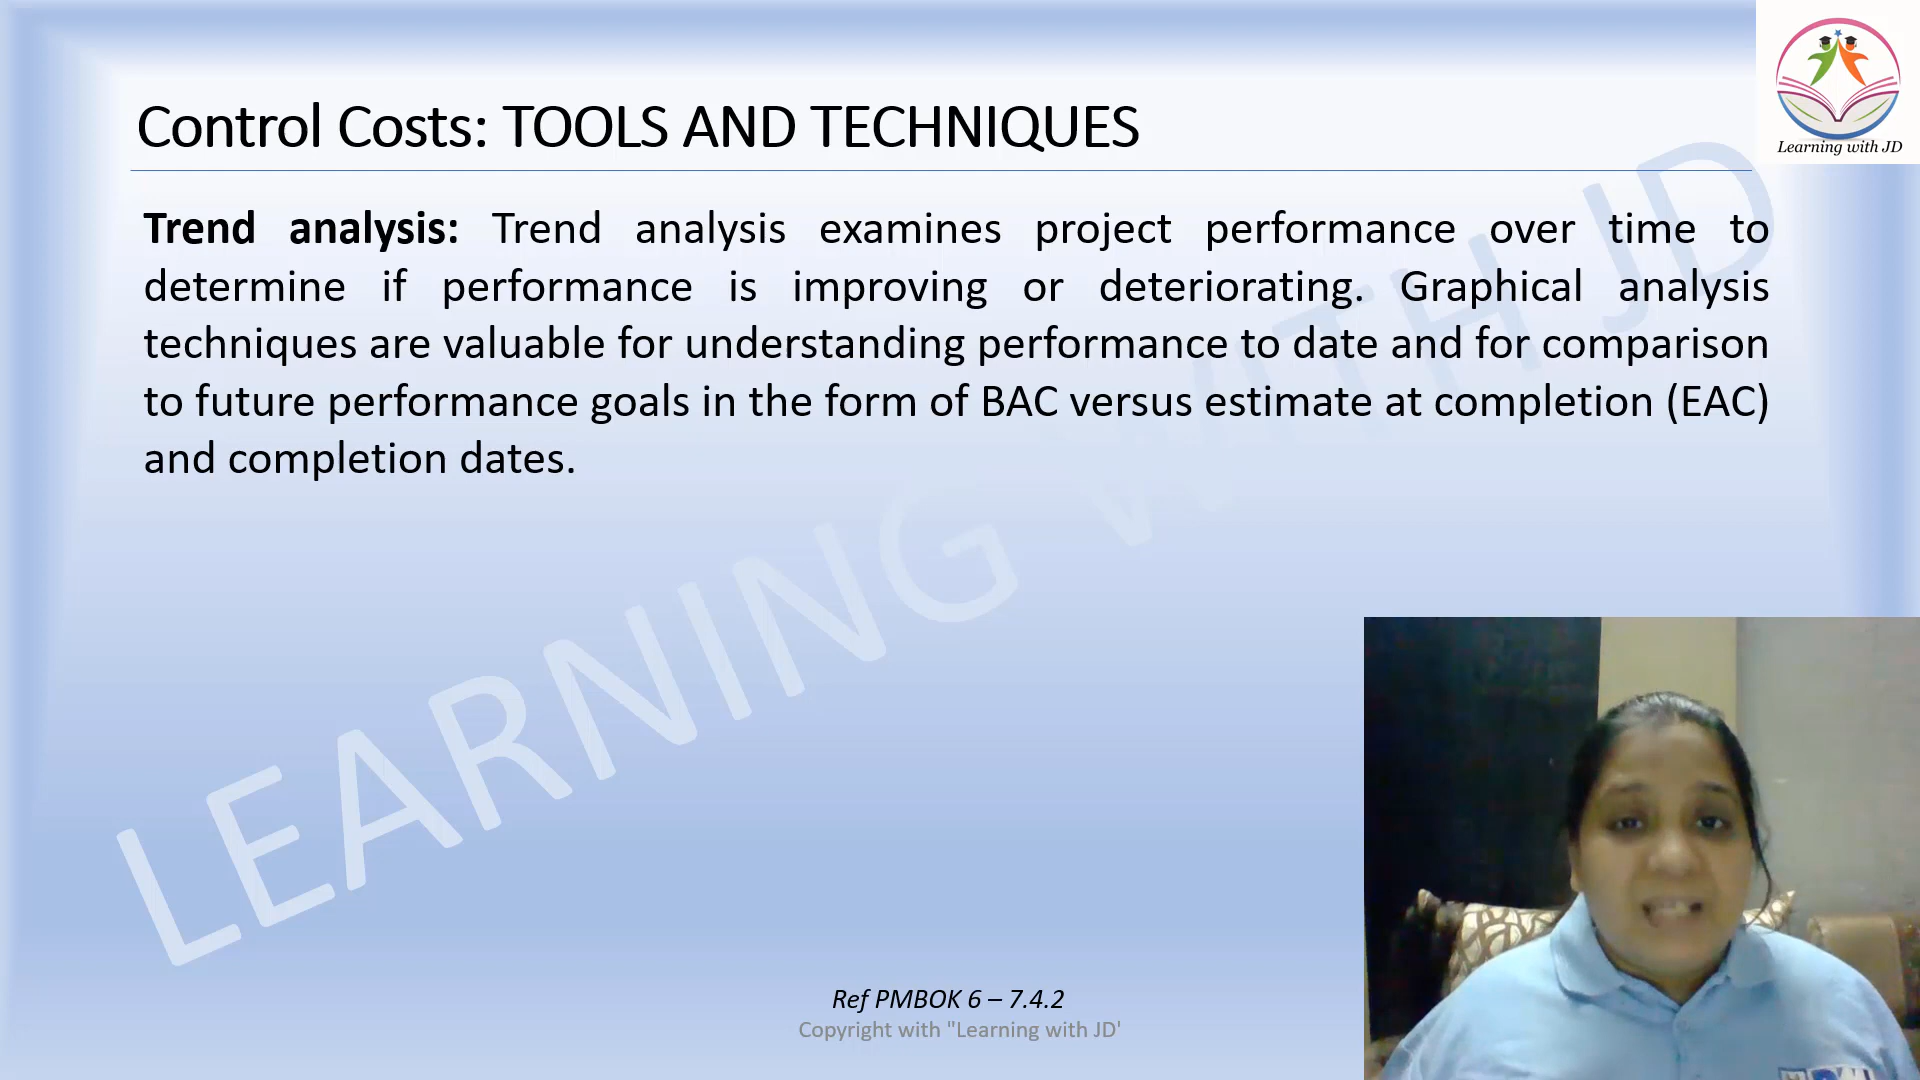 Control Costs: TOOLS AND TECHNIQUES
Learning with JD
Trend analysis: Trend analysis examines project performance over time to
determine if performance is improving or deteriorating. Graphical analysis
techniques are valuable for understanding performance to date and for comparison
to future performance goals in the form of BAC versus estimate at completion (EAC)
and completion dates.
LEARNING WITH JD
Ref PMBOK 6 – 7.4.2
Copyright with "Learning with JD'